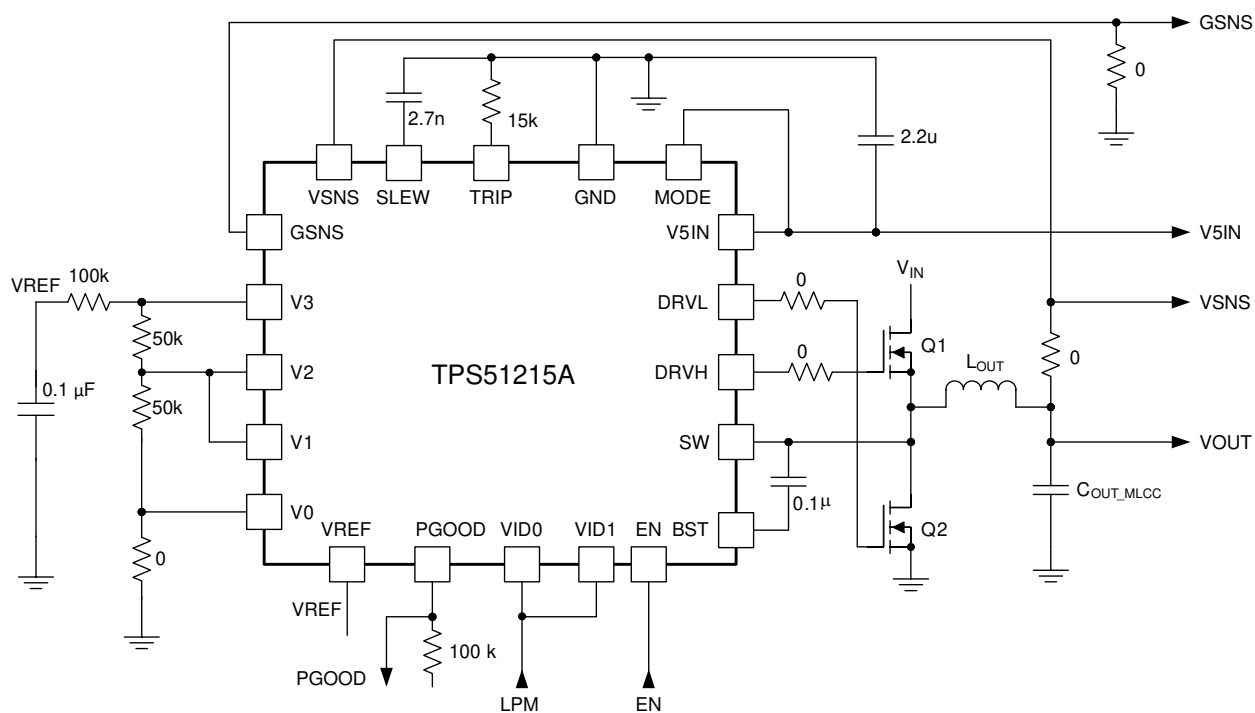 GSNS
0
2.7n
15k
2.2u
VSNS
SLEW
TRIP
GND
MODE
GSNS
V5IN
V5IN
VREF
100k
V3
DRVL
0
VIN
VSNS
50k
Q1
0
0.1 µF
V2
TPS51215A
DRVH
0
LOUT
50k
V1
SW
VOUT
0.1µ
COUT_MLCC
V0
VREF
PGOOD
VID0
VID1
EN
BST
Q2
0
VREF
100 k
PGOOD
LPM
EN